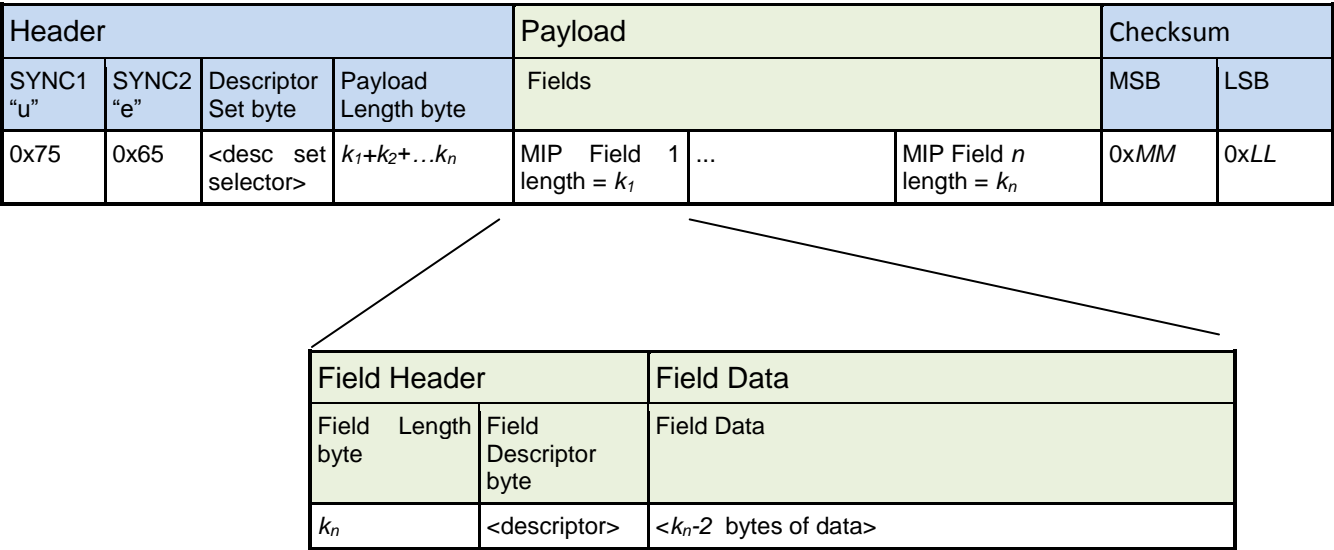 Header Payload Checksum
SYNC1 “u” SYNC2 “e” Descriptor Set byte Payload Length byte Fields MSB LSB
0x75 0x65 <desc set selector> k1+k2+…kn MIP Field 1 length = k1 ... MIP Field n length = kn 0xMM 0xLL
Field Header Field Data
Field Length byte Field Descriptor byte Field Data
kn <descriptor> <kn-2 bytes of data>